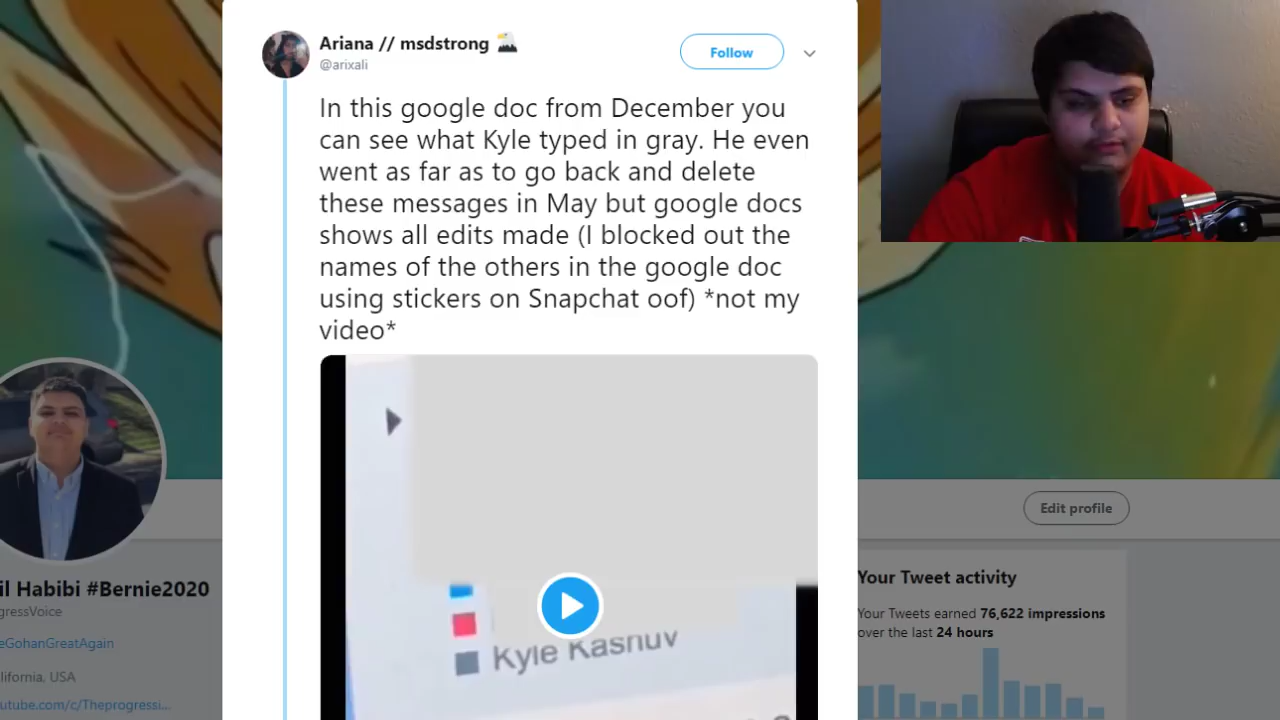 Ariana // msdstrong
@arixali
Follow
In this google doc from December you
can see what Kyle typed in gray. He even
went as far as to go back and delete
these messages in May but google docs
shows all edits made (I blocked out the
names of the others in the google doc
using stickers on Snapchat oof) *not my
video*
Kyle Kasnuv
il Habibi #Bernie2020
gressVoice
eGohanGreatAgain
lifornia, USA
utube.com/c/Theprogressi...
Edit profile
Your Tweet activity
Your Tweets earned 76,622 impressions
over the last 24 hours